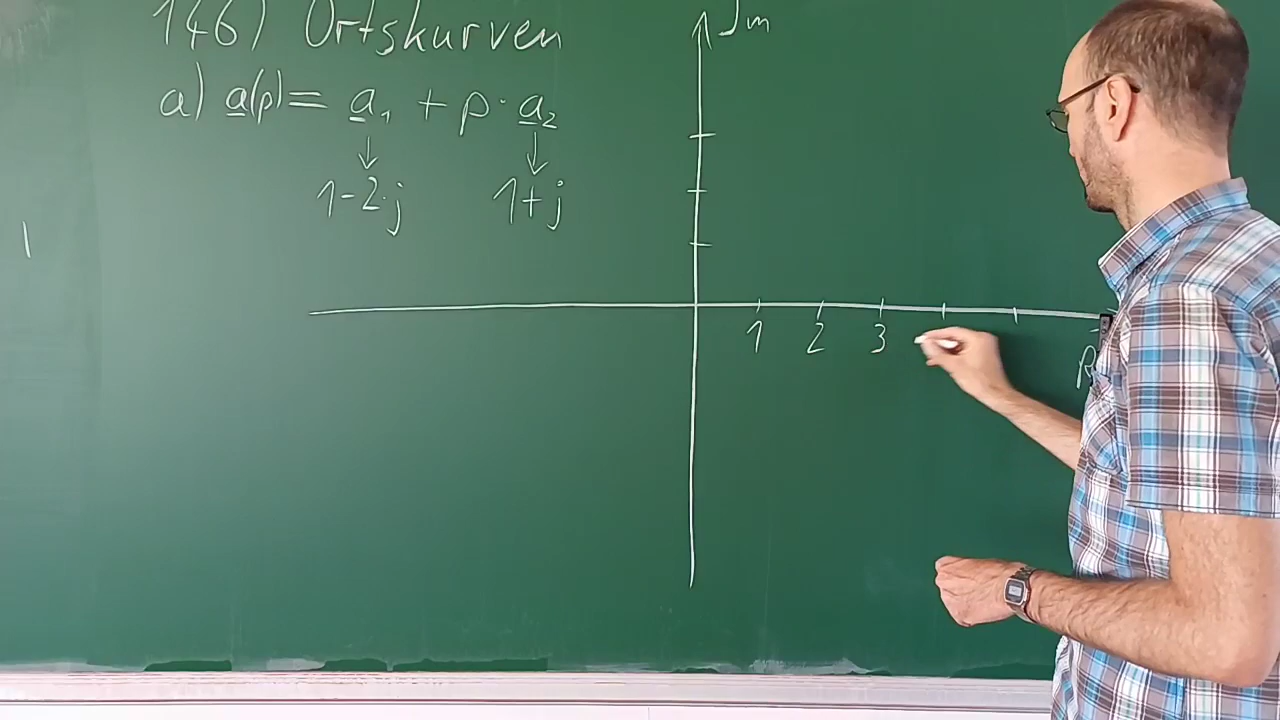 146) Ortskurven
a) a(p) = a₁ + p · a₂
↓ ↓
1-2·j 1+j
Jm
1 2 3